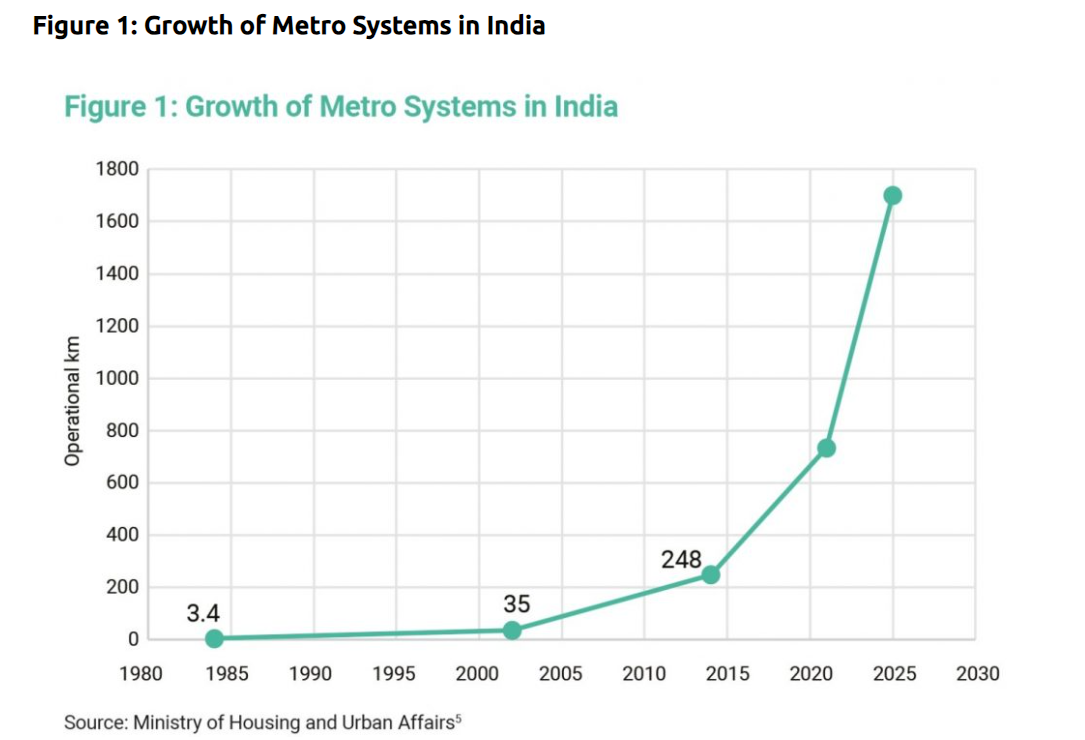 Figure 1: Growth of Metro Systems in India
Figure 1: Growth of Metro Systems in India
1800
1600
1400
1200
1000
800
600
400
200
0
Operational km
3.4
35
248
1980 1985 1990 1995 2000 2005 2010 2015 2020 2025 2030
Source: Ministry of Housing and Urban Affairs⁵